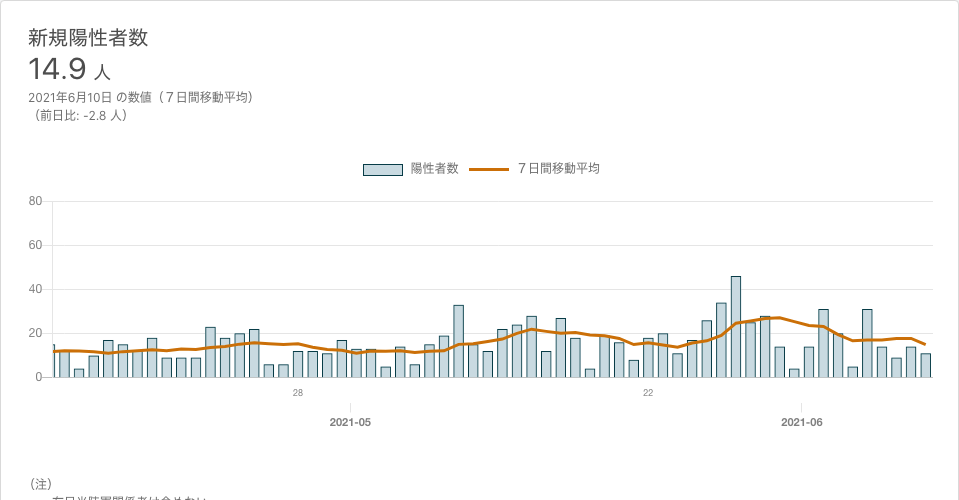 新規陽性者数
14.9 人
2021年6月10日 の数値（７日間移動平均）
（前日比: -2.8 人）
陽性者数 ７日間移動平均
80
60
40
20
0
28 22
2021-05 2021-06
（注）